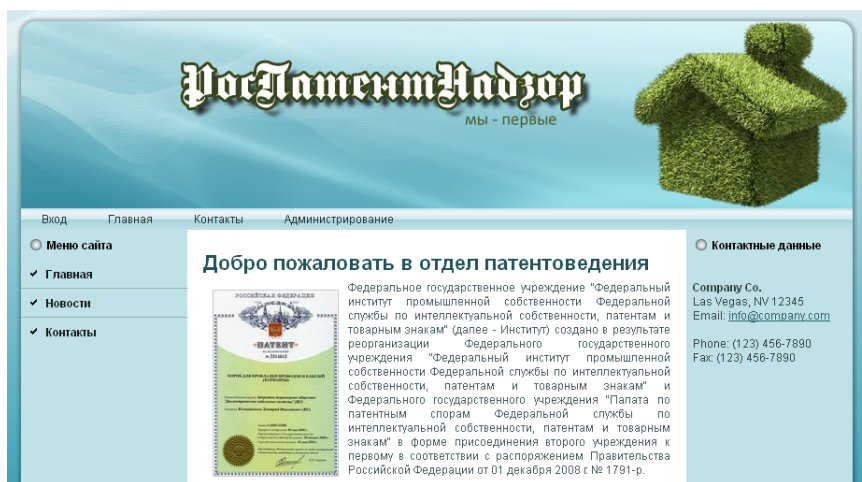 РосПатентНадзор
мы - первые
Вход Главная Контакты Администрирование
Меню сайта
Главная
Новости
Контакты
Добро пожаловать в отдел патентоведения
РОССИЙСКАЯ ФЕДЕРАЦИЯ
ПАТЕНТ
Федеральное государственное учреждение "Федеральный
институт промышленной собственности Федеральной
службы по интеллектуальной собственности, патентам и
товарным знакам" (далее - Институт) создано в результате
реорганизации Федерального государственного
учреждения "Федеральный институт промышленной
собственности Федеральной службы по интеллектуальной
собственности, патентам и товарным знакам" и
Федерального государственного учреждения "Палата по
патентным спорам Федеральной службы по
интеллектуальной собственности, патентам и товарным
знакам" в форме присоединения второго учреждения к
первому в соответствии с распоряжением Правительства
Российской Федерации от 01 декабря 2008 г. № 1791-р.
Контактные данные
Company Co.
Las Vegas, NV 12345
Email: info@company.com
Phone: (123) 456-7890
Fax: (123) 456-7890